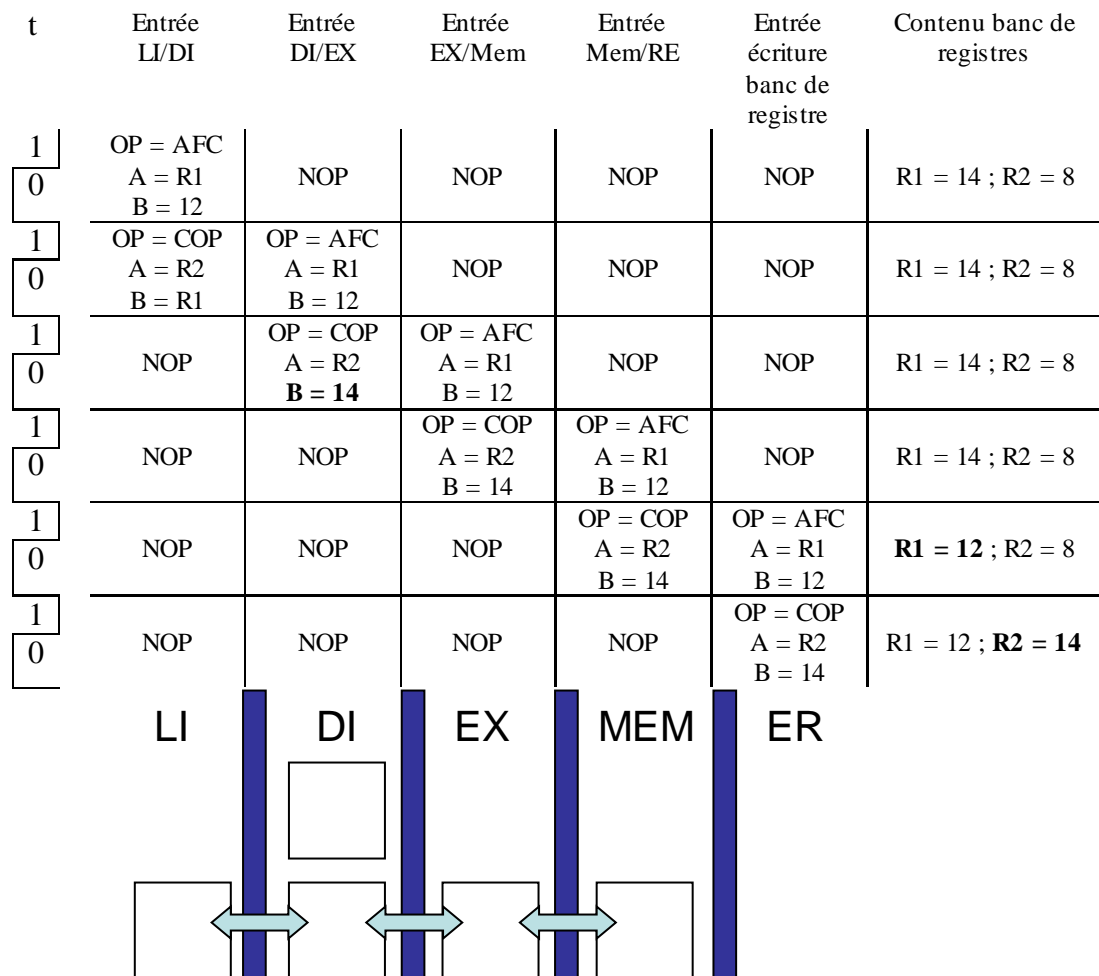 t Entrée LI/DI Entrée DI/EX Entrée EX/Mem Entrée Mem/RE Entrée écriture banc de registre Contenu banc de registres
1
0
OP = AFC
A = R1
B = 12
NOP NOP NOP NOP R1 = 14 ; R2 = 8
1
0
OP = COP
A = R2
B = R1
OP = AFC
A = R1
B = 12
NOP NOP NOP R1 = 14 ; R2 = 8
1
0
NOP
OP = COP
A = R2
B = 14
OP = AFC
A = R1
B = 12
NOP NOP R1 = 14 ; R2 = 8
1
0
NOP NOP
OP = COP
A = R2
B = 14
OP = AFC
A = R1
B = 12
NOP R1 = 14 ; R2 = 8
1
0
NOP NOP NOP
OP = COP
A = R2
B = 14
OP = AFC
A = R1
B = 12
R1 = 12 ; R2 = 8
1
0
NOP NOP NOP NOP
OP = COP
A = R2
B = 14
R1 = 12 ; R2 = 14
LI DI EX MEM ER